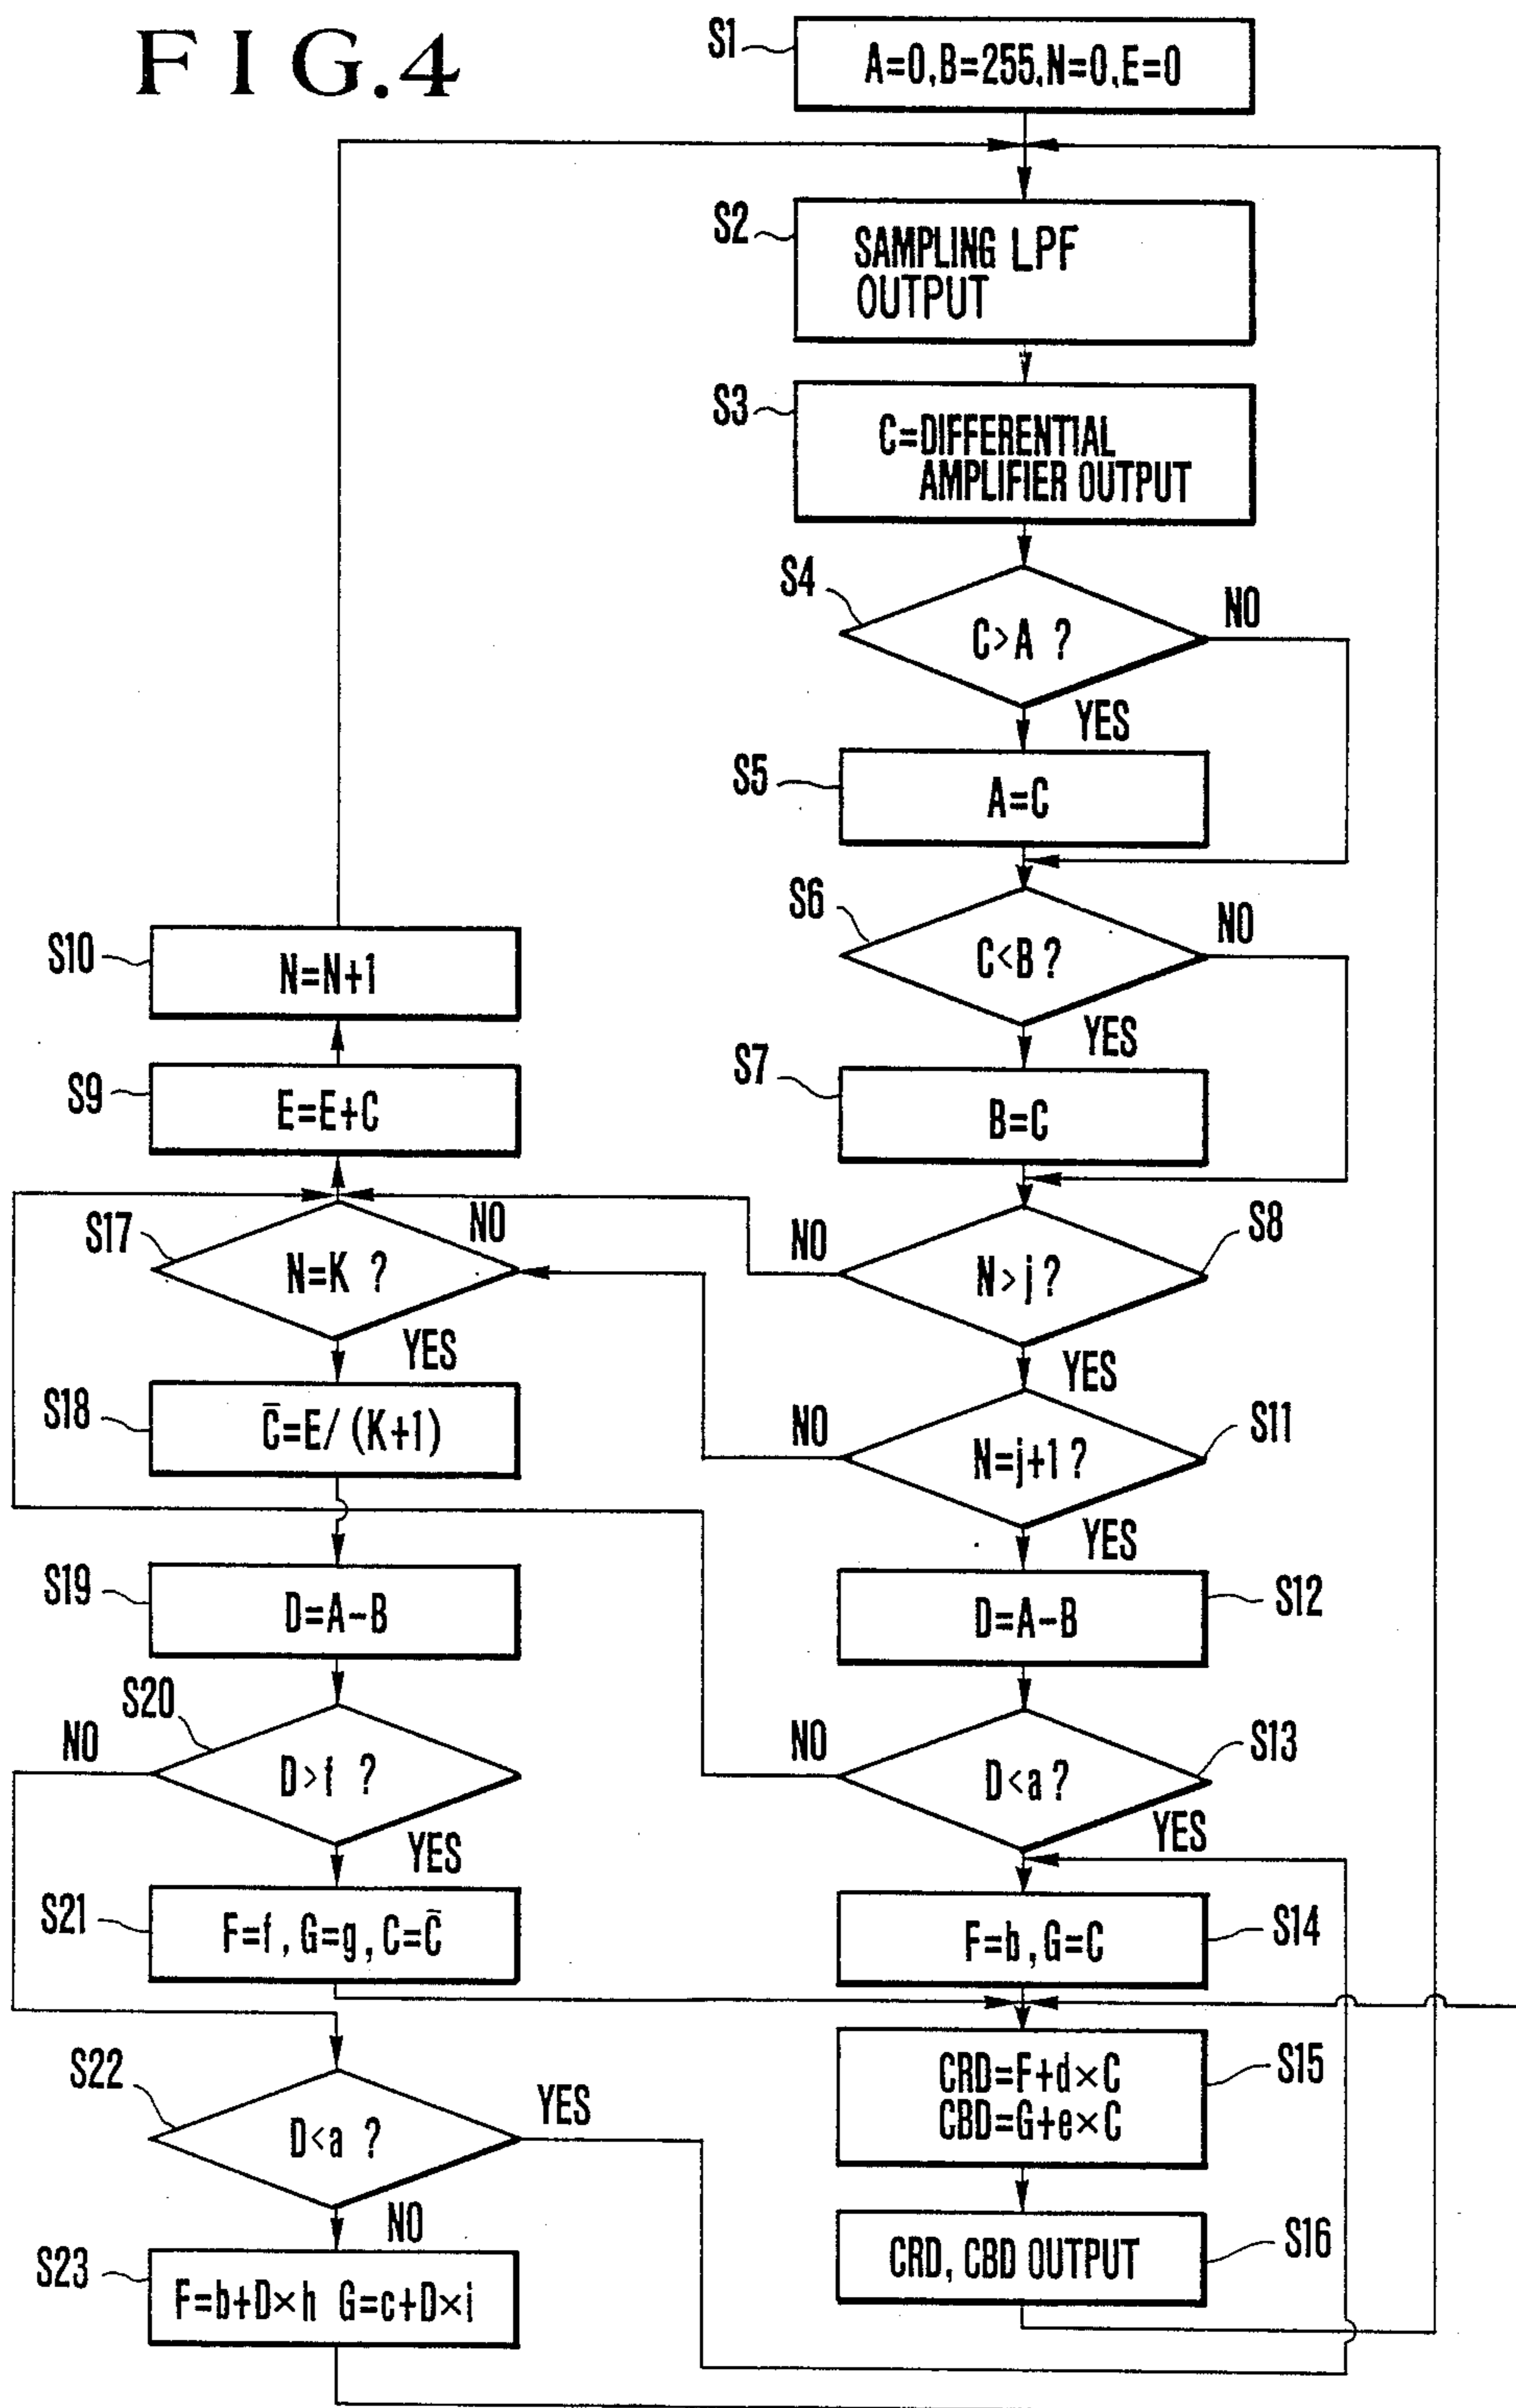 FIG.4
S1
A=0,B=255,N=0,E=0
S2
SAMPLING LPF
OUTPUT
S3
C=DIFFERENTIAL
AMPLIFIER OUTPUT
S4
C>A ?
NO
YES
S5
A=C
S6
C<B?
NO
YES
S7
B=C
S8
N>j?
NO
YES
S10
N=N+1
S9
E=E+C
S17
N=K ?
NO
YES
S18
C̄=E/(K+1)
S11
N=j+1?
NO
YES
S19
D=A-B
S12
D=A-B
S20
D>f ?
NO
YES
S13
D<a?
NO
YES
S21
F=f, G=g, C=C̄
S14
F=b, G=C
S22
D<a ?
YES
NO
S15
CRD=F+d×C
CBD=G+e×C
S23
F=b+D×h G=c+D×i
S16
CRD, CBD OUTPUT